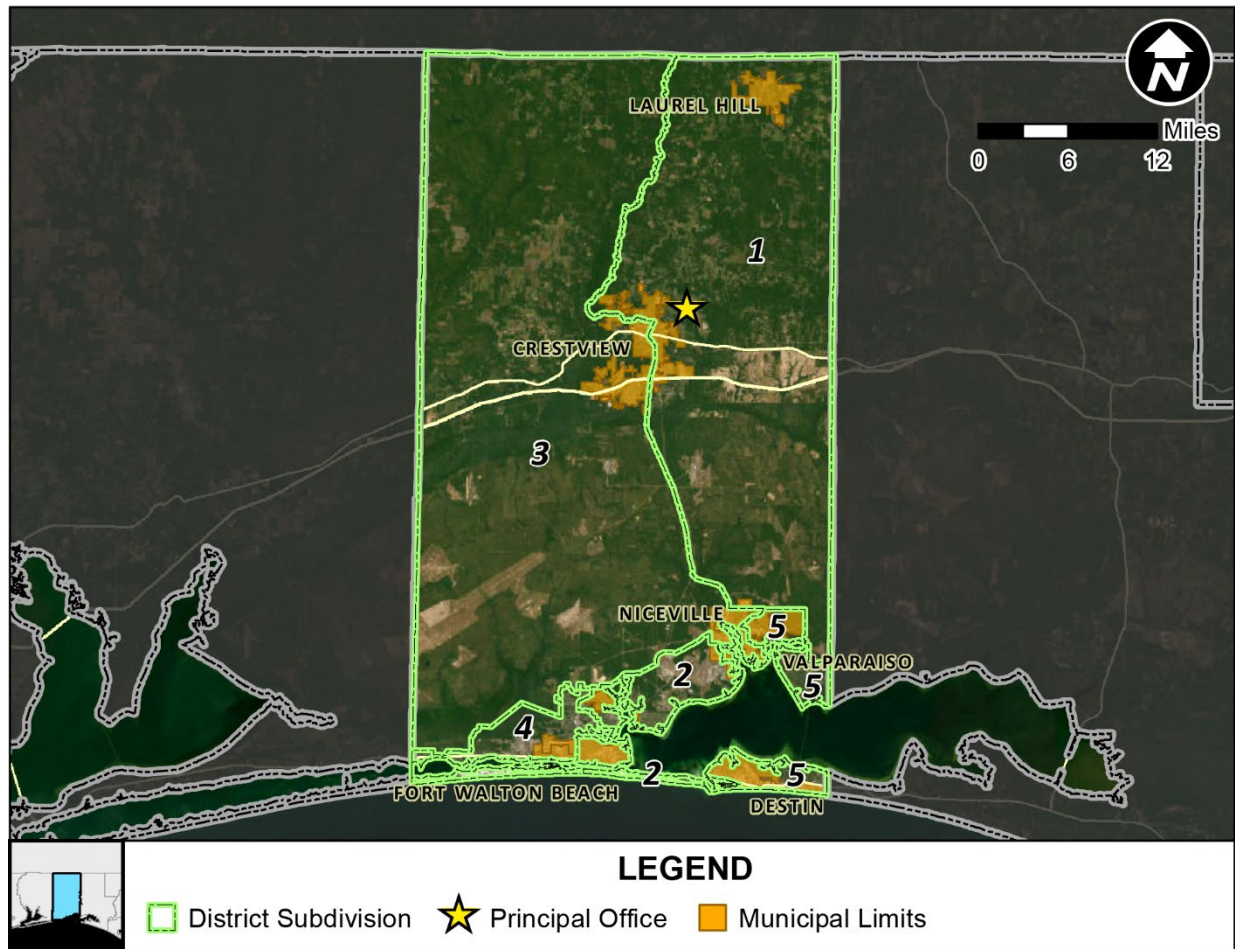 N
LAUREL HILL
Miles
0 6 12
1
CRESTVIEW
3
NICEVILLE
5
2
VALPARAISO
5
4
2
5
FORT WALTON BEACH
DESTIN
LEGEND
District Subdivision
Principal Office
Municipal Limits